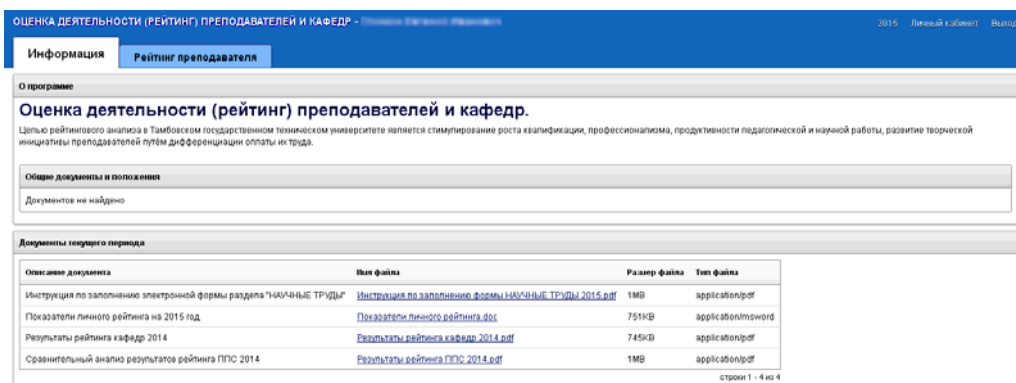 ОЦЕНКА ДЕЯТЕЛЬНОСТИ (РЕЙТИНГ) ПРЕПОДАВАТЕЛЕЙ И КАФЕДР -
2015 Личный кабинет Выход
Информация Рейтинг преподавателя
О программе
Оценка деятельности (рейтинг) преподавателей и кафедр.
Целью рейтингового анализа в Тамбовском государственном техническом университете является стимулирование роста квалификации, профессионализма, продуктивности педагогической и научной работы, развитие творческой
инициативы преподавателей путём дифференциации оплаты их труда.
Общие документы и положения
Документов не найдено
Документы текущего периода
Описание документа Имя файла Размер файла Тип файла
Инструкция по заполнению электронной формы раздела "НАУЧНЫЕ ТРУДЫ" Инструкция по заполнению формы НАУЧНЫЕ ТРУДЫ 2015.pdf 1MB application/pdf
Показатели личного рейтинга на 2015 год Показатели личного рейтинга.doc 751KB application/msword
Результаты рейтинга кафедр 2014 Результаты рейтинга кафедр 2014.pdf 745KB application/pdf
Сравнительный анализ результатов рейтинга ППС 2014 Результаты рейтинга ППС 2014.pdf 1MB application/pdf
строки 1 - 4 из 4